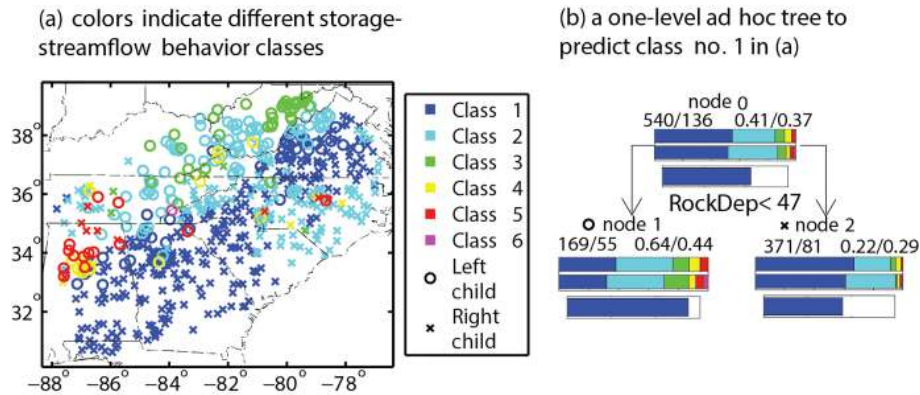 (a) colors indicate different storage-
streamflow behavior classes
38°
36°
34°
32°
−88° −86° −84° −82° −80° −78°
Class 1
Class 2
Class 3
Class 4
Class 5
Class 6
Left
child
Right
child
(b) a one-level ad hoc tree to
predict class no. 1 in (a)
node 0
540/136 0.41/0.37
RockDep< 47
node 1
169/55 0.64/0.44
node 2
371/81 0.22/0.29